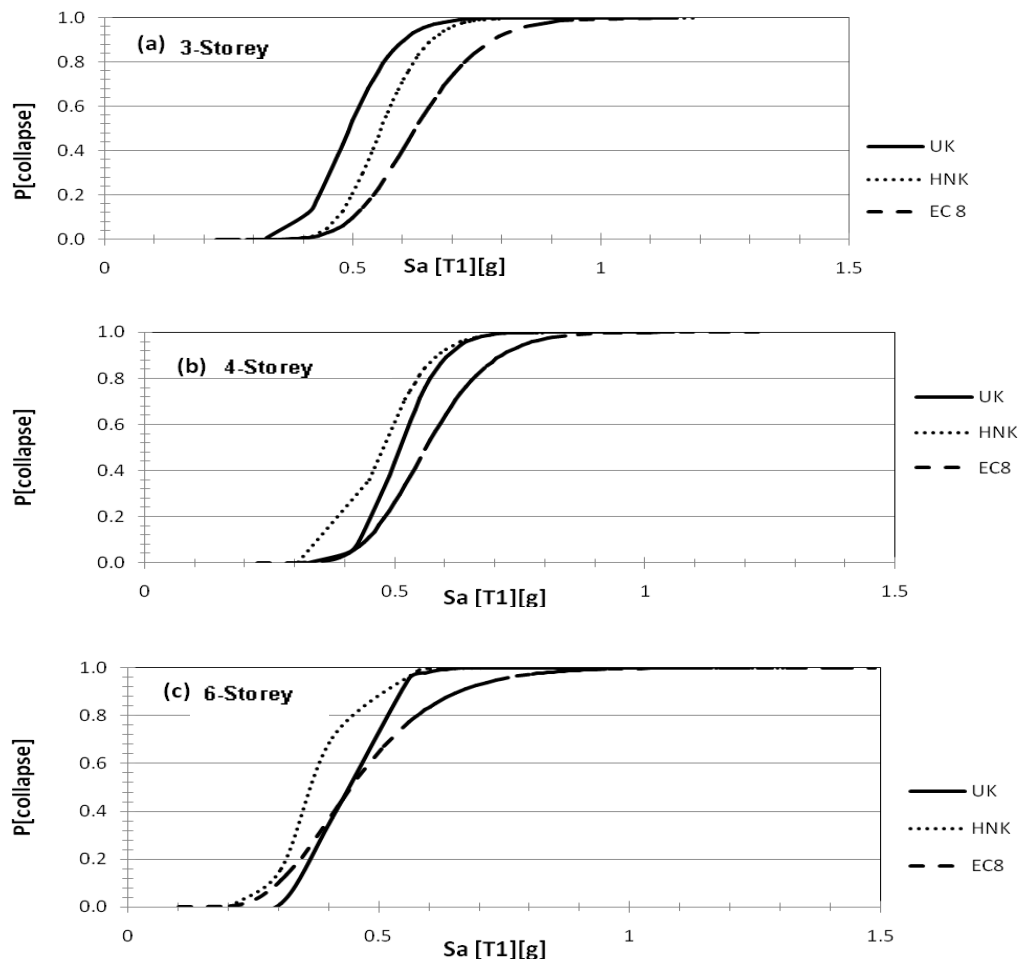 (a) 3-Storey
P[collapse]
1.0
0.8
0.6
0.4
0.2
0.0
0
0.5
1
1.5
Sa [T1][g]
UK
HNK
EC 8
(b) 4-Storey
P[collapse]
1.0
0.8
0.6
0.4
0.2
0.0
0
0.5
1
1.5
Sa [T1][g]
UK
HNK
EC8
(c) 6-Storey
P[collapse]
1.0
0.8
0.6
0.4
0.2
0.0
0
0.5
1
1.5
Sa [T1][g]
UK
HNK
EC8